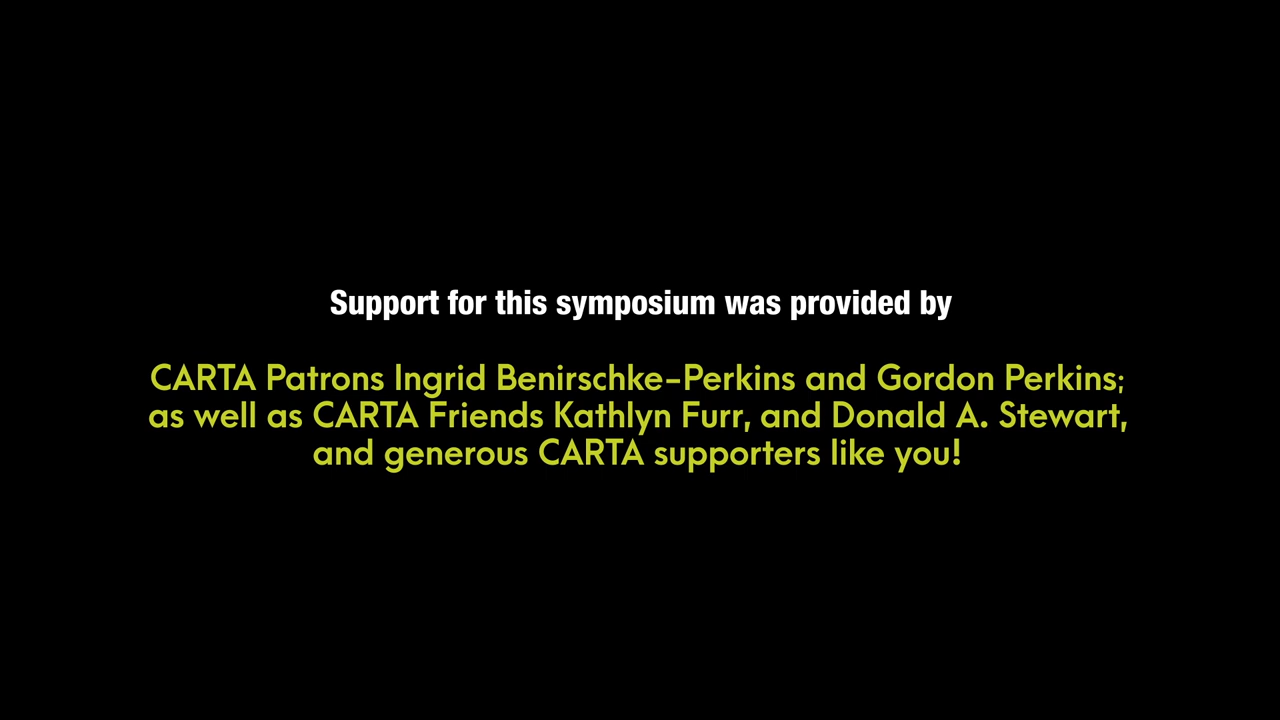 Support for this symposium was provided by
CARTA Patrons Ingrid Benirschke-Perkins and Gordon Perkins;
as well as CARTA Friends Kathlyn Furr, and Donald A. Stewart,
and generous CARTA supporters like you!